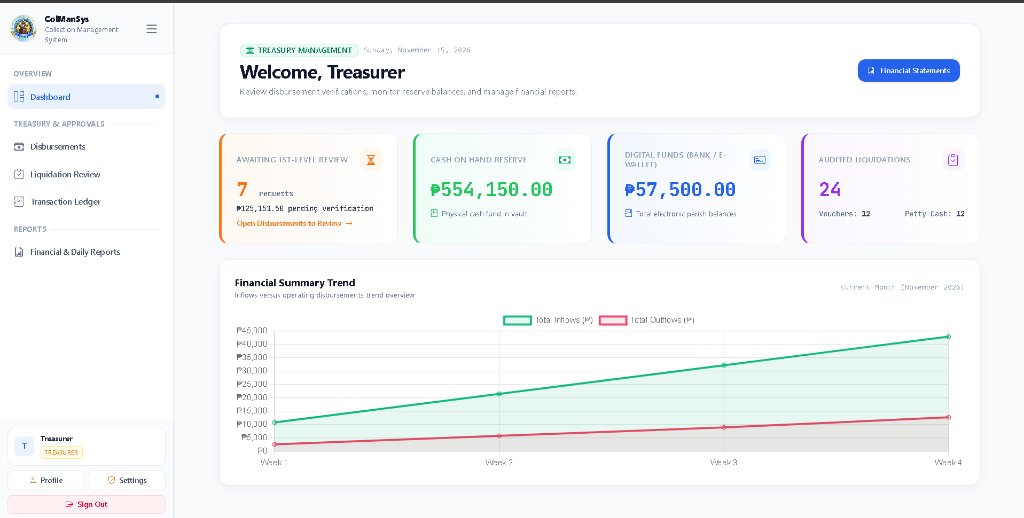 ColManSys
Collection Management
System
OVERVIEW
Dashboard
TREASURY & APPROVALS
Disbursements
Liquidation Review
Transaction Ledger
REPORTS
Financial & Daily Reports
T
Treasurer
TREASURER
Profile
Settings
Sign Out
TREASURY MANAGEMENT
Sunday, November 15, 2026
Welcome, Treasurer
Review disbursement verifications, monitor reserve balances, and manage financial reports.
Financial Statements
AWAITING 1ST-LEVEL REVIEW
7 requests
₱125,151.50 pending verification
Open Disbursements to Review →
CASH ON HAND RESERVE
₱554,150.00
Physical cash fund in vault
DIGITAL FUNDS (BANK / E-
WALLET)
₱57,500.00
Total electronic parish balances
AUDITED LIQUIDATIONS
24
Vouchers: 12 Petty Cash: 12
Financial Summary Trend
Inflows versus operating disbursements trend overview
Current Month (November 2026)
Total Inflows (₱) Total Outflows (₱)
₱45,000
₱40,000
₱35,000
₱30,000
₱25,000
₱20,000
₱15,000
₱10,000
₱5,000
₱0
Week 1 Week 2 Week 3 Week 4